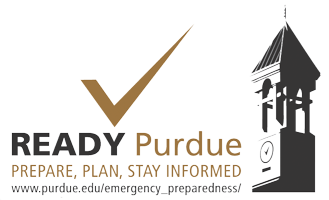 READY Purdue
PREPARE, PLAN, STAY INFORMED
www.purdue.edu/emergency_preparedness/